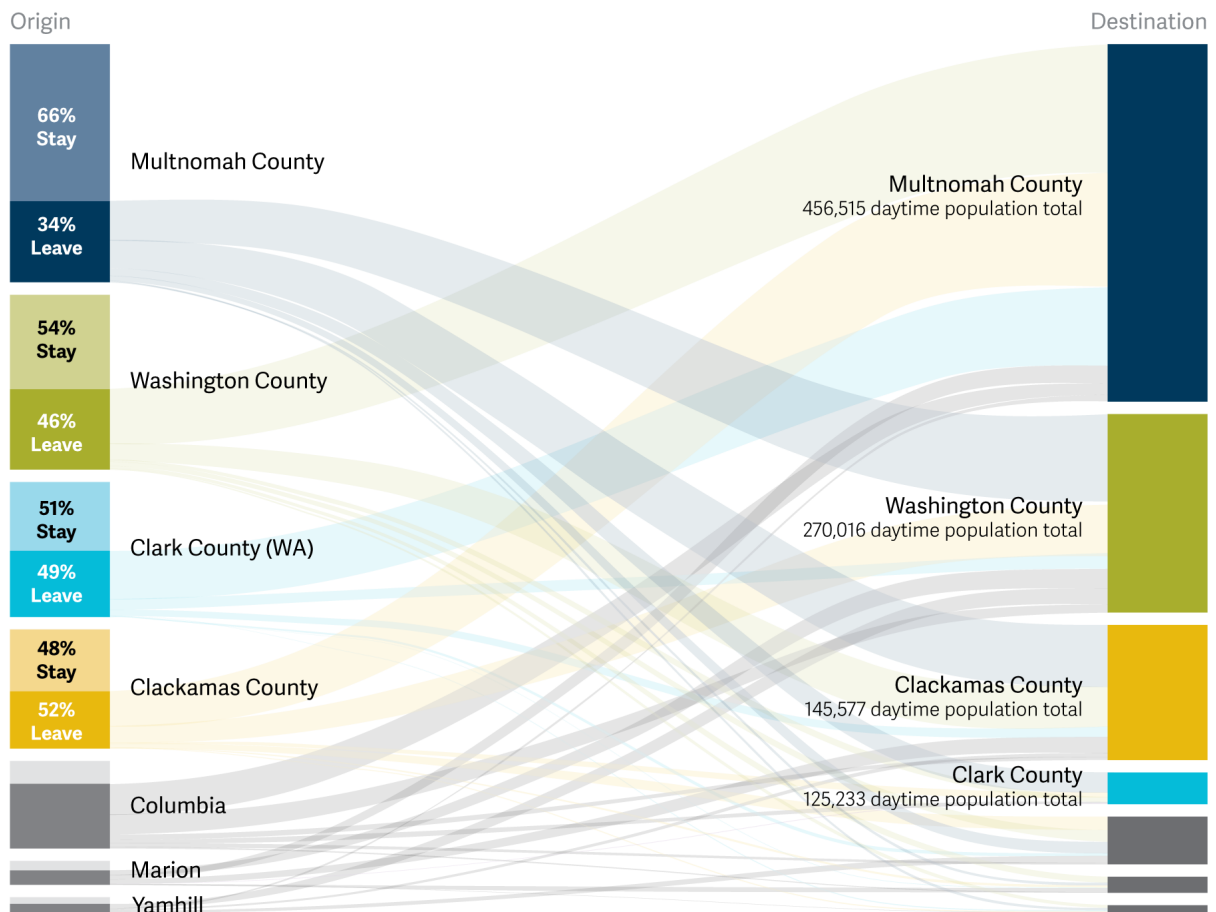 Origin
Destination
66%
Stay
Multnomah County
34%
Leave
54%
Stay
Washington County
46%
Leave
51%
Stay
Clark County (WA)
49%
Leave
48%
Stay
Clackamas County
52%
Leave
Columbia
Marion
Yamhill
Multnomah County
456,515 daytime population total
Washington County
270,016 daytime population total
Clackamas County
145,577 daytime population total
Clark County
125,233 daytime population total